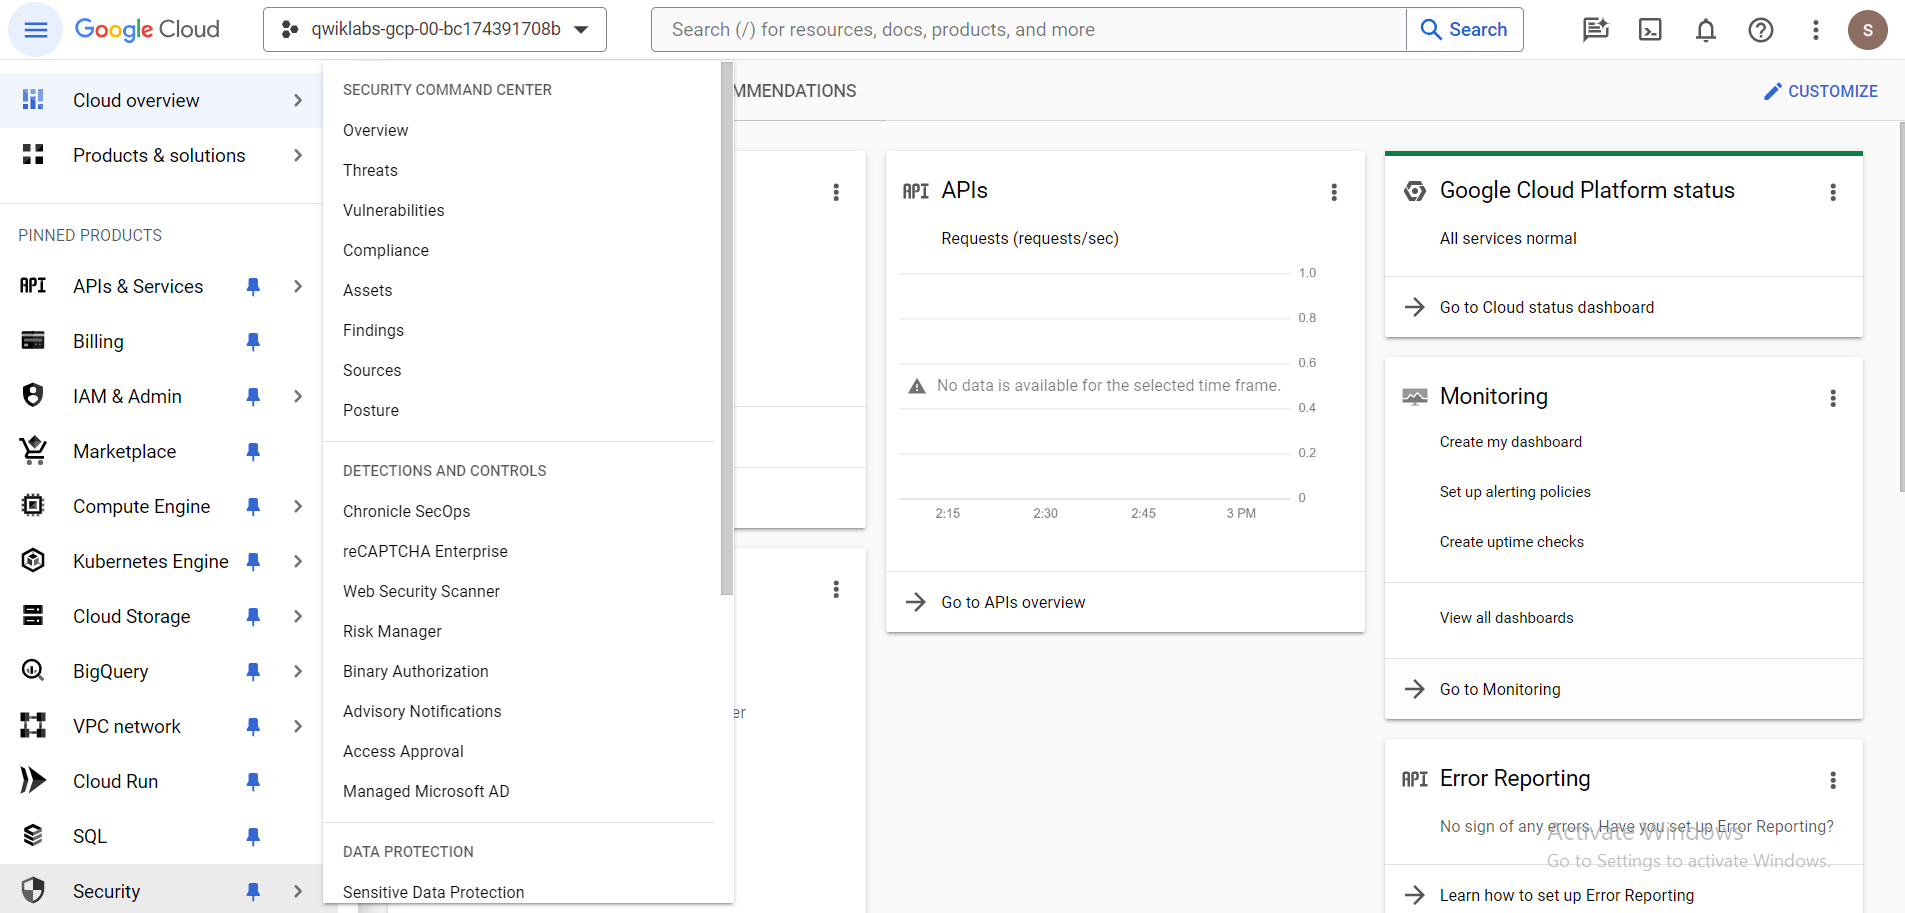 Google Cloud
qwiklabs-gcp-00-bc174391708b
Search (/) for resources, docs, products, and more
Search
S
Cloud overview
Products & solutions
PINNED PRODUCTS
APIs & Services
Billing
IAM & Admin
Marketplace
Compute Engine
Kubernetes Engine
Cloud Storage
BigQuery
VPC network
Cloud Run
SQL
Security
SECURITY COMMAND CENTER
Overview
Threats
Vulnerabilities
Compliance
Assets
Findings
Sources
Posture
DETECTIONS AND CONTROLS
Chronicle SecOps
reCAPTCHA Enterprise
Web Security Scanner
Risk Manager
Binary Authorization
Advisory Notifications
Access Approval
Managed Microsoft AD
DATA PROTECTION
Sensitive Data Protection
MMENDATIONS
CUSTOMIZE
er
API APIs
Requests (requests/sec)
1.0
0.8
0.6
No data is available for the selected time frame.
0.4
0.2
0
2:15 2:30 2:45 3 PM
Go to APIs overview
Google Cloud Platform status
All services normal
Go to Cloud status dashboard
Monitoring
Create my dashboard
Set up alerting policies
Create uptime checks
View all dashboards
Go to Monitoring
API Error Reporting
No sign of any errors. Have you set up Error Reporting?
Activate Windows
Go to Settings to activate Windows.
Learn how to set up Error Reporting